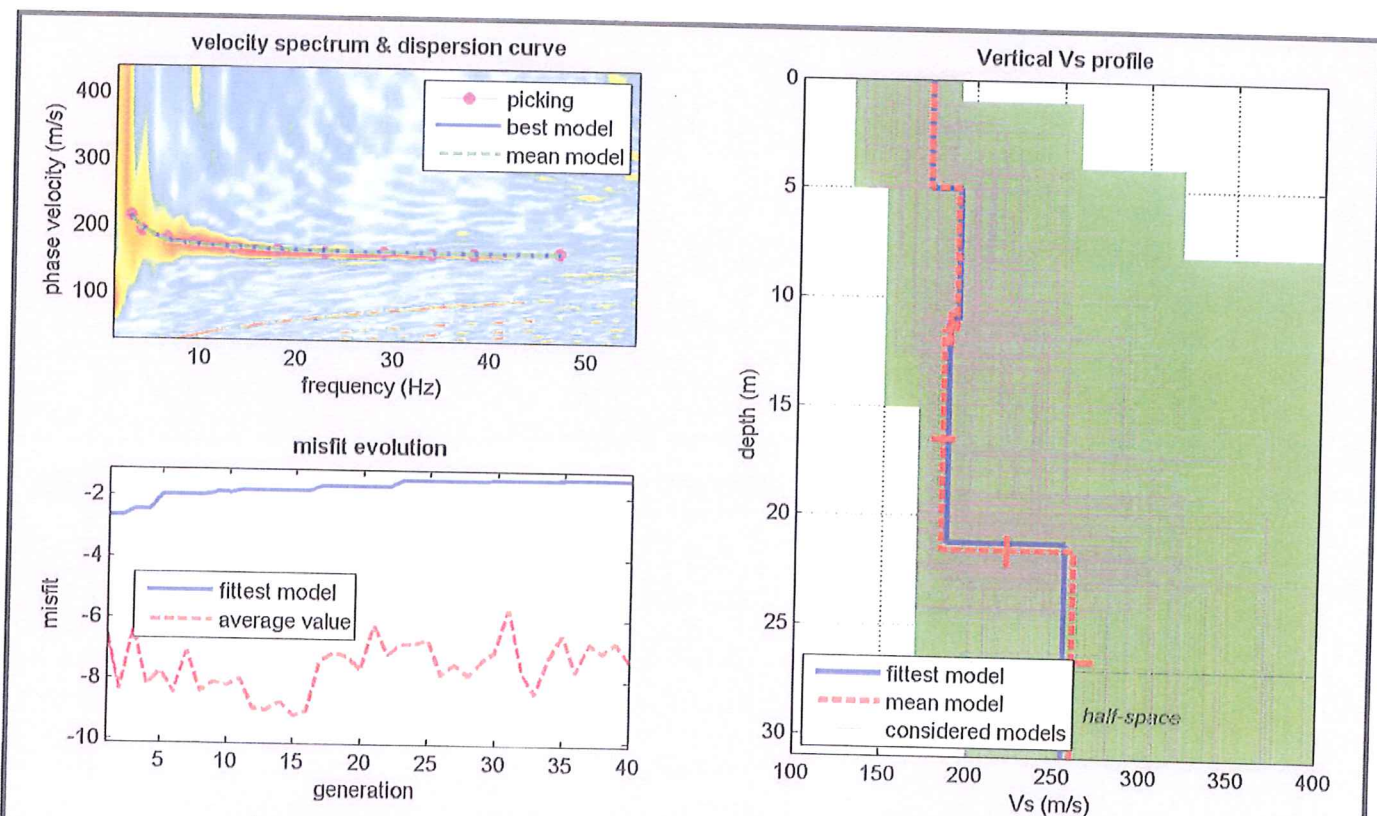 velocity spectrum & dispersion curve
400
300
200
100
phase velocity (m/s)
picking
best model
mean model
10
20
30
40
50
frequency (Hz)
misfit evolution
-2
-4
-6
-8
-10
misfit
fittest model
average value
5
10
15
20
25
30
35
40
generation
Vertical Vs profile
0
5
10
15
20
25
30
depth (m)
fittest model
mean model
considered models
half-space
100
150
200
250
300
350
400
Vs (m/s)